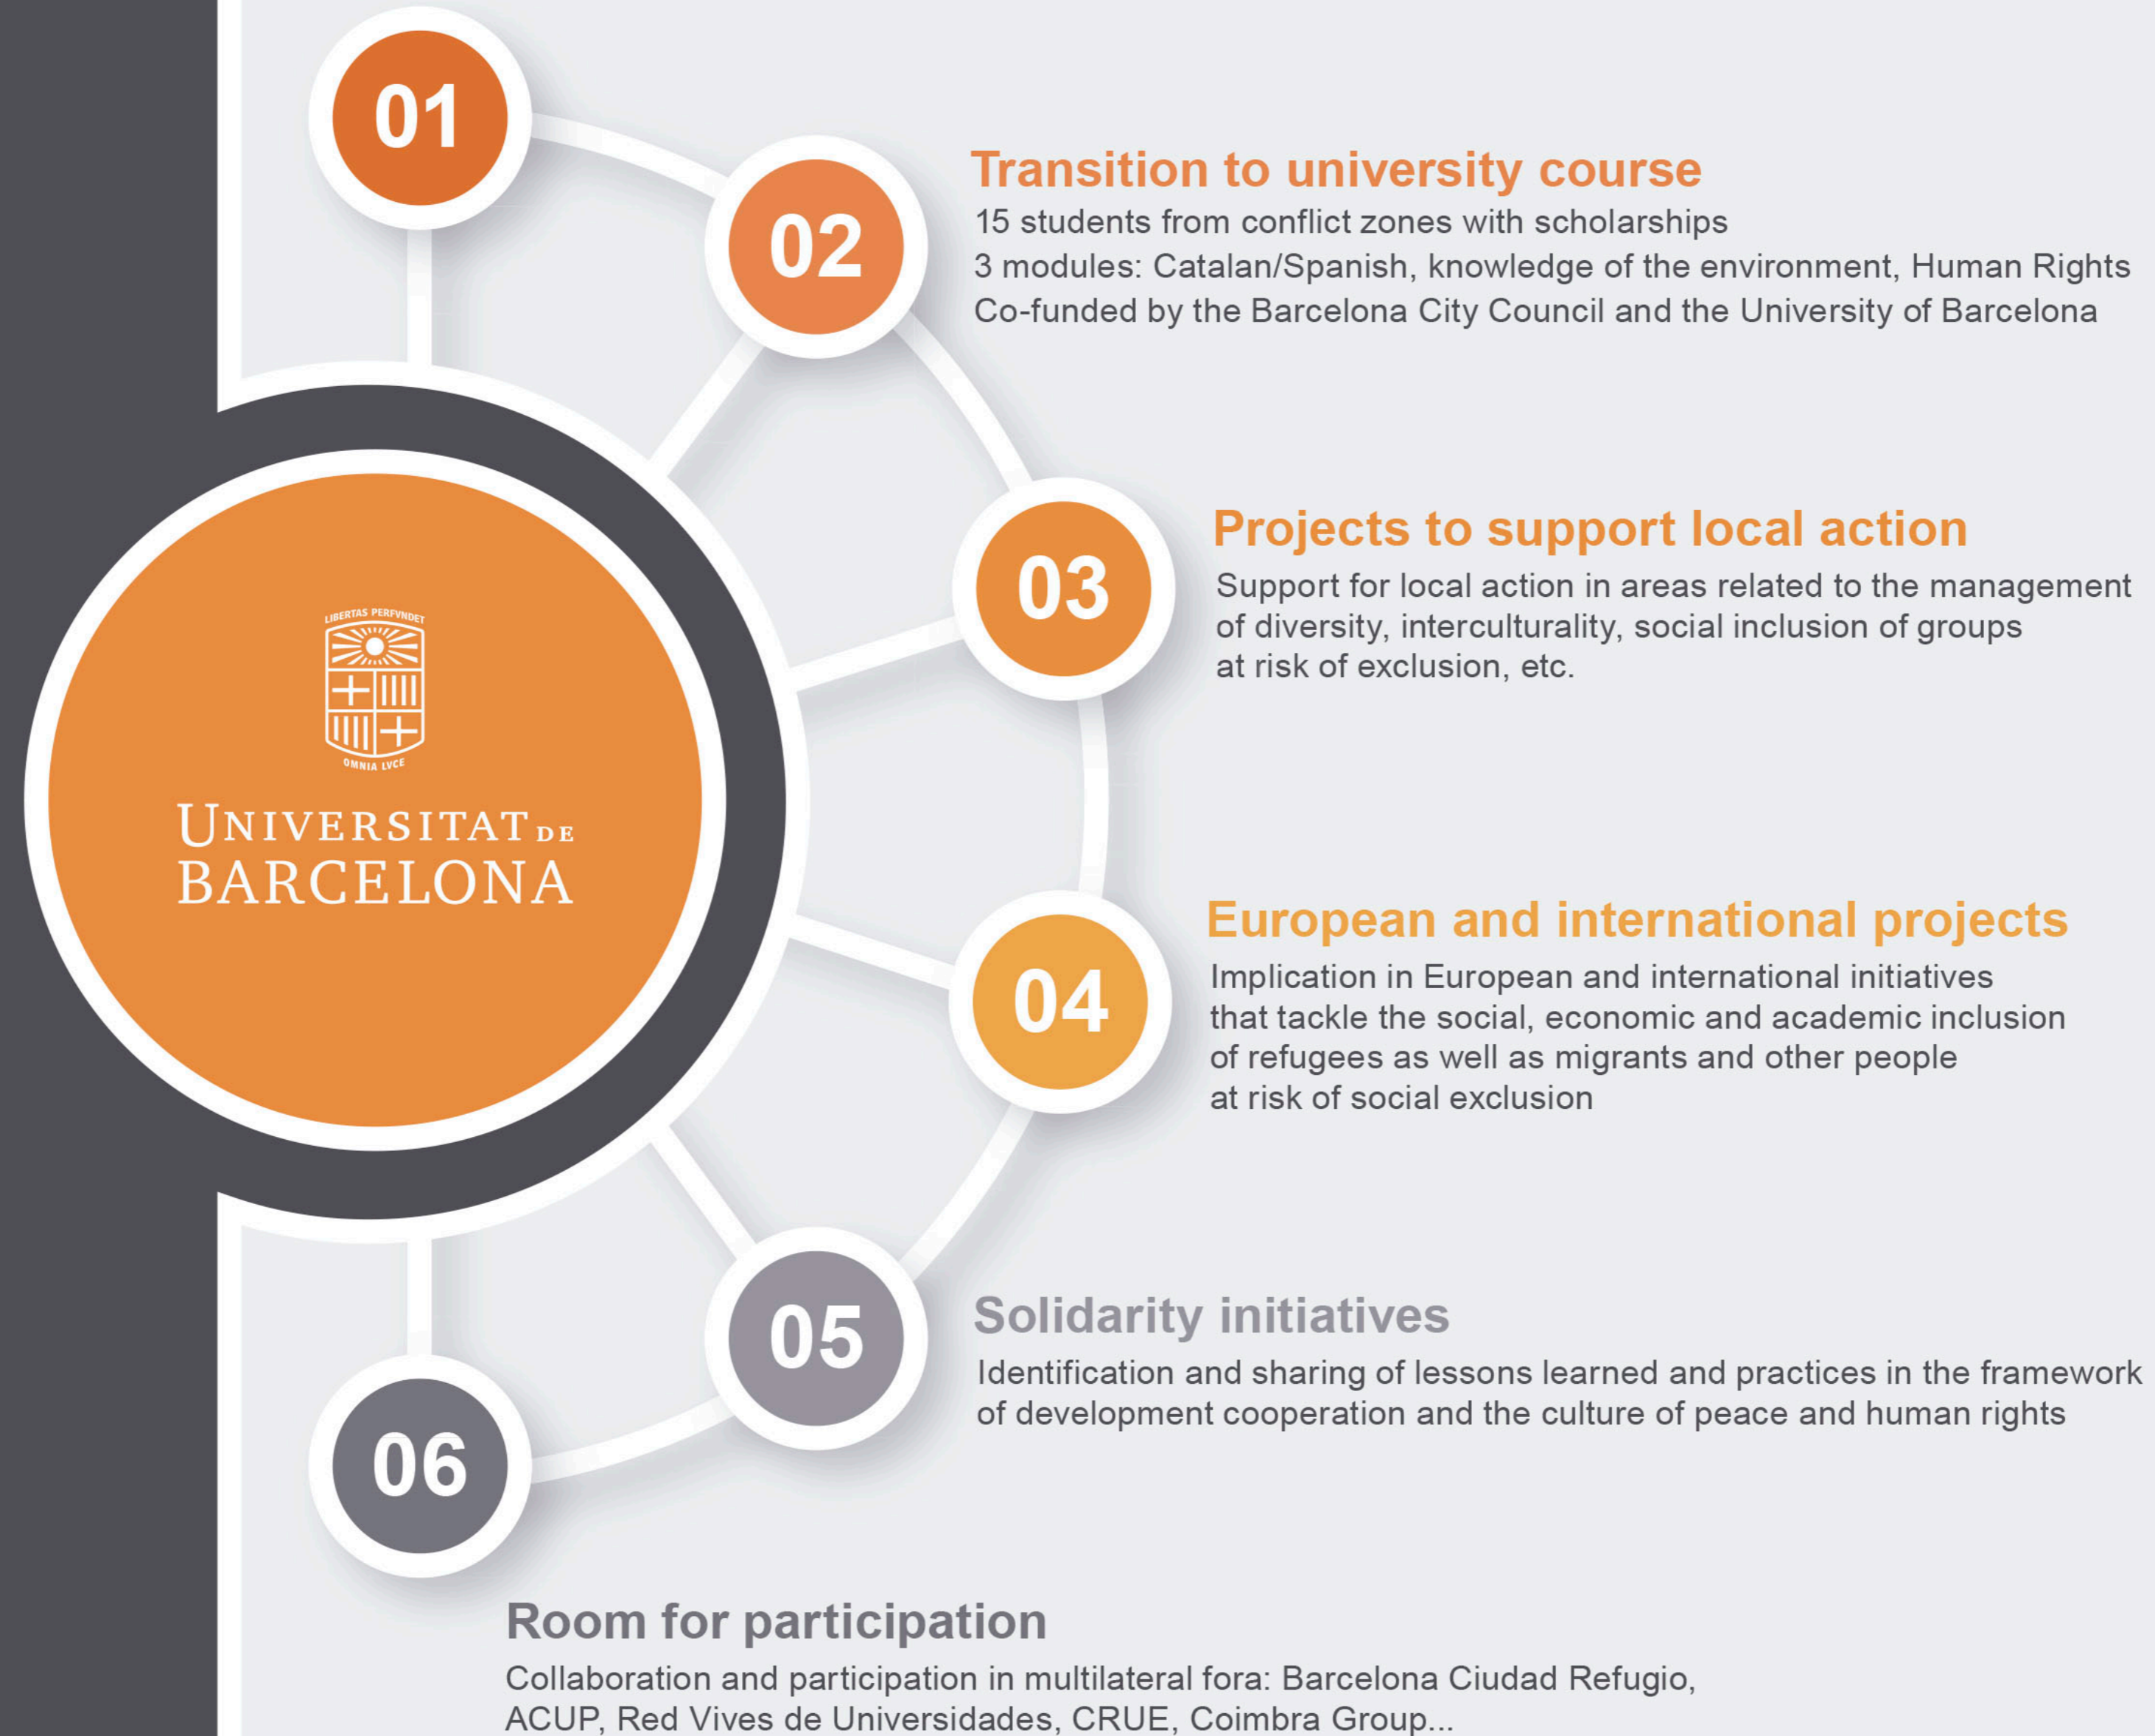 01
02
Transition to university course
15 students from conflict zones with scholarships
3 modules: Catalan/Spanish, knowledge of the environment, Human Rights
Co-funded by the Barcelona City Council and the University of Barcelona
03
Projects to support local action
Support for local action in areas related to the management
of diversity, interculturality, social inclusion of groups
at risk of exclusion, etc.
LIBERTAS PERFVNDET
OMNIA LVCE
UNIVERSITAT DE
BARCELONA
04
European and international projects
Implication in European and international initiatives
that tackle the social, economic and academic inclusion
of refugees as well as migrants and other people
at risk of social exclusion
05
Solidarity initiatives
Identification and sharing of lessons learned and practices in the framework
of development cooperation and the culture of peace and human rights
06
Room for participation
Collaboration and participation in multilateral fora: Barcelona Ciudad Refugio,
ACUP, Red Vives de Universidades, CRUE, Coimbra Group...